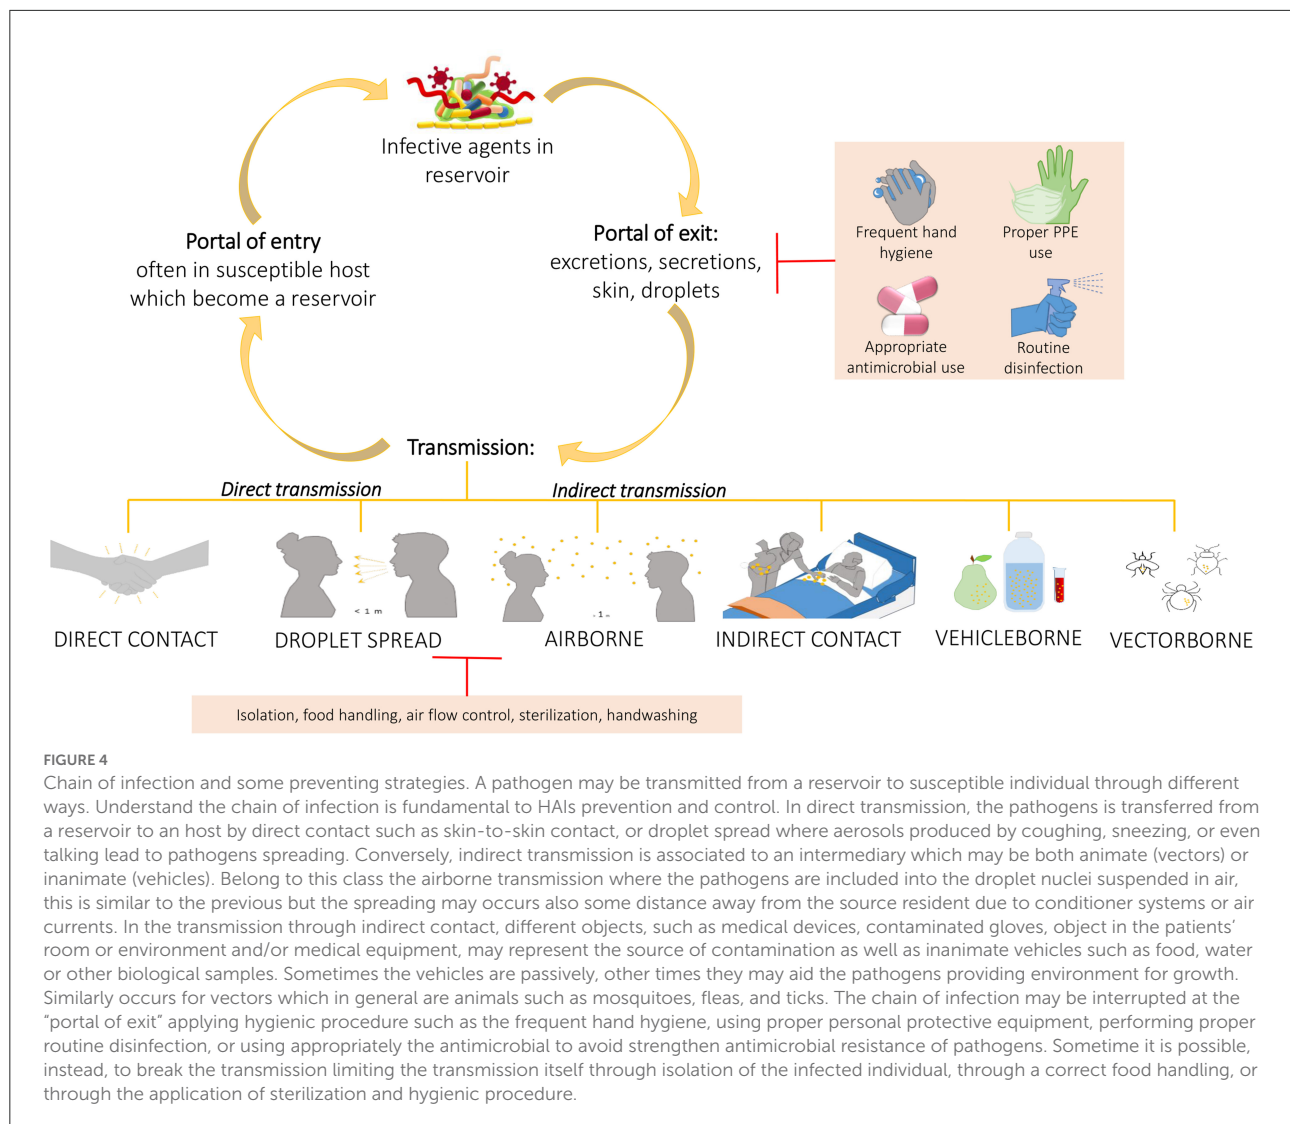 Infective agents in
reservoir
Portal of entry
often in susceptible host
which become a reservoir
Portal of exit:
excretions, secretions,
skin, droplets
Frequent hand
hygiene
Proper PPE
use
Appropriate
antimicrobial use
Routine
disinfection
Transmission:
Direct transmission
Indirect transmission
< 1 m
DIRECT CONTACT
DROPLET SPREAD
AIRBORNE
INDIRECT CONTACT
VEHICLEBORNE
VECTORBORNE
Isolation, food handling, air flow control, sterilization, handwashing
FIGURE 4
Chain of infection and some preventing strategies. A pathogen may be transmitted from a reservoir to susceptible individual through different
ways. Understand the chain of infection is fundamental to HAIs prevention and control. In direct transmission, the pathogens is transferred from
a reservoir to an host by direct contact such as skin-to-skin contact, or droplet spread where aerosols produced by coughing, sneezing, or even
talking lead to pathogens spreading. Conversely, indirect transmission is associated to an intermediary which may be both animate (vectors) or
inanimate (vehicles). Belong to this class the airborne transmission where the pathogens are included into the droplet nuclei suspended in air,
this is similar to the previous but the spreading may occurs also some distance away from the source resident due to conditioner systems or air
currents. In the transmission through indirect contact, different objects, such as medical devices, contaminated gloves, object in the patients'
room or environment and/or medical equipment, may represent the source of contamination as well as inanimate vehicles such as food, water
or other biological samples. Sometimes the vehicles are passively, other times they may aid the pathogens providing environment for growth.
Similarly occurs for vectors which in general are animals such as mosquitoes, fleas, and ticks. The chain of infection may be interrupted at the
"portal of exit" applying hygienic procedure such as the frequent hand hygiene, using proper personal protective equipment, performing proper
routine disinfection, or using appropriately the antimicrobial to avoid strengthen antimicrobial resistance of pathogens. Sometime it is possible,
instead, to break the transmission limiting the transmission itself through isolation of the infected individual, through a correct food handling, or
through the application of sterilization and hygienic procedure.